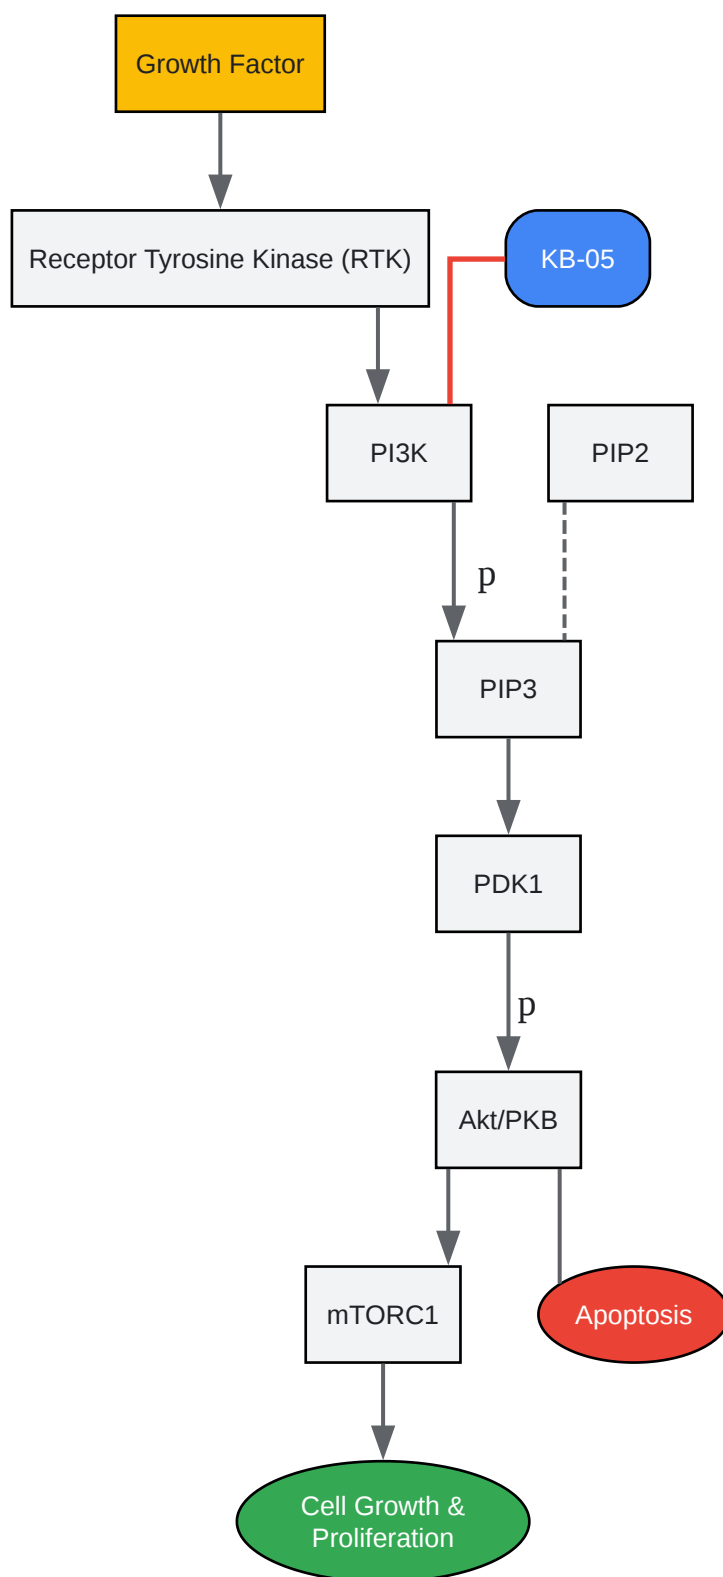 Growth Factor
Receptor Tyrosine Kinase (RTK)
KB-05
PI3K
PIP2
p
PIP3
PDK1
p
Akt/PKB
mTORC1
Apoptosis
Cell Growth &
Proliferation